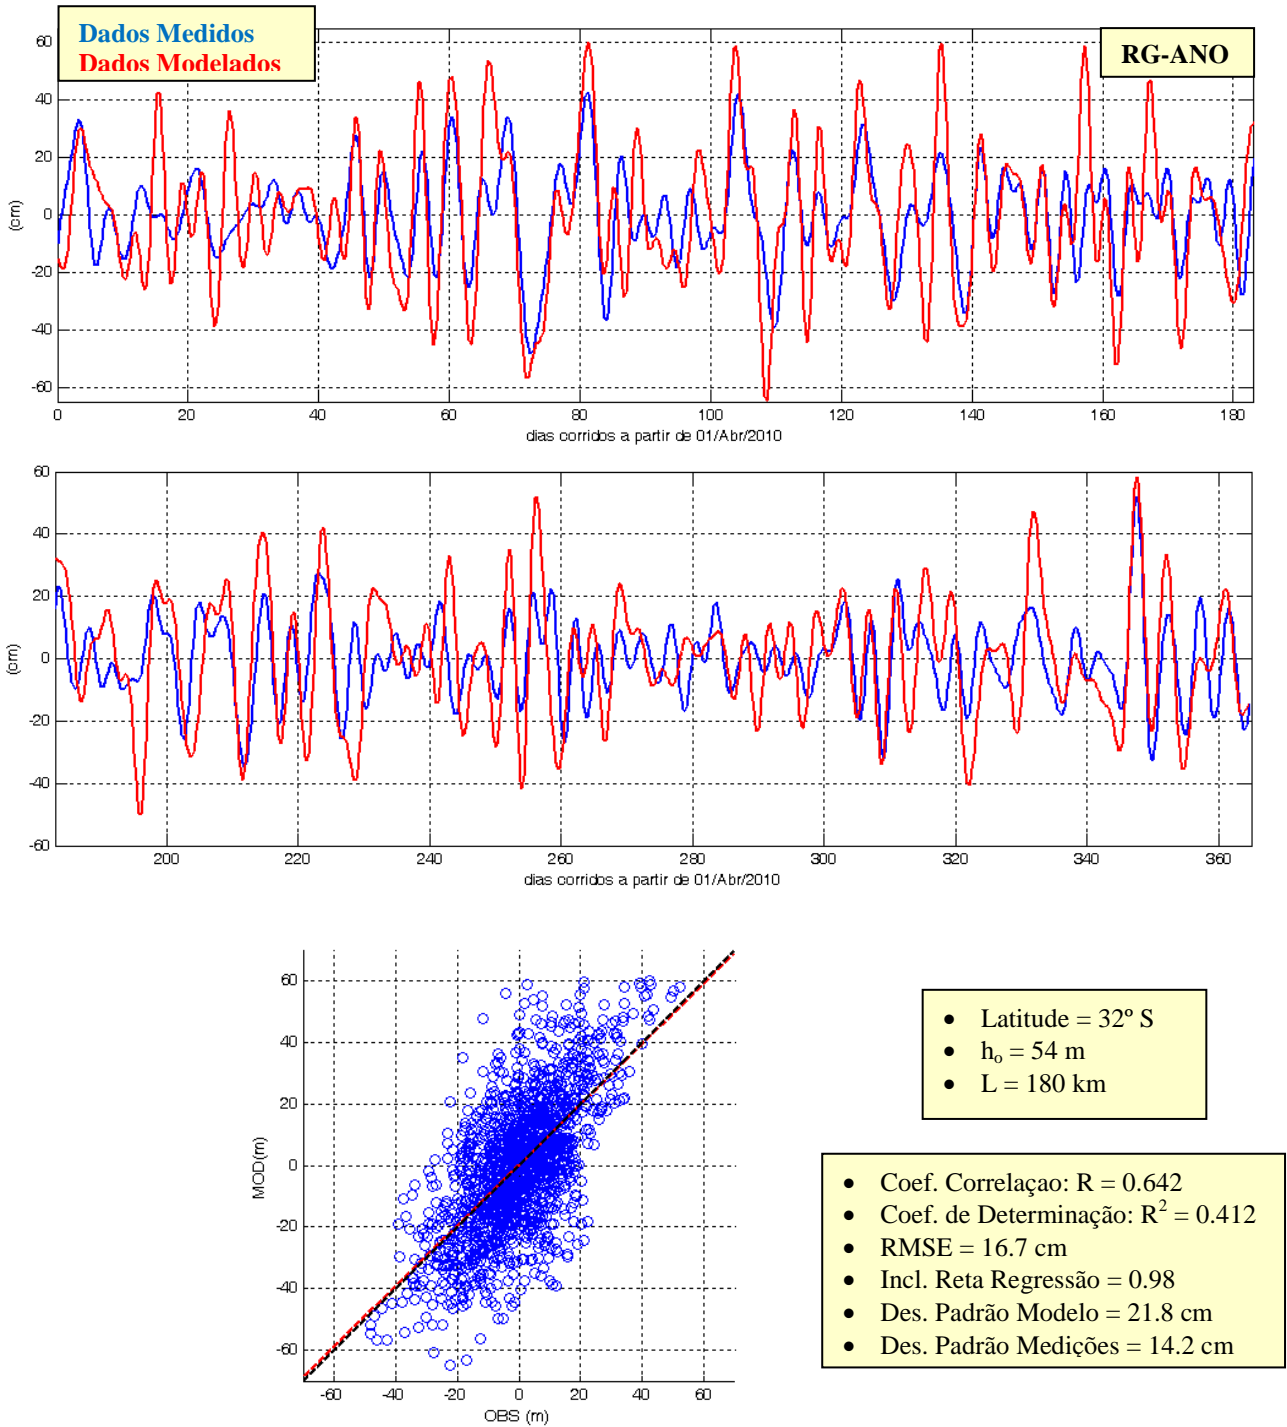 Dados Medidos
Dados Modelados
RG-ANO
60
40
20
0
-20
-40
-60
(cm)
0 20 40 60 80 100 120 140 160 180
dias corridos a partir de 01/Abr/2010
60
40
20
0
-20
-40
-60
(cm)
200 220 240 260 280 300 320 340 360
dias corridos a partir de 01/Abr/2010
60
40
20
0
-20
-40
-60
MOD(m)
-60 -40 -20 0 20 40 60
OBS (m)
• Latitude = 32º S
• hₒ = 54 m
• L = 180 km
• Coef. Correlaçao: R = 0.642
• Coef. de Determinação: R² = 0.412
• RMSE = 16.7 cm
• Incl. Reta Regressão = 0.98
• Des. Padrão Modelo = 21.8 cm
• Des. Padrão Medições = 14.2 cm